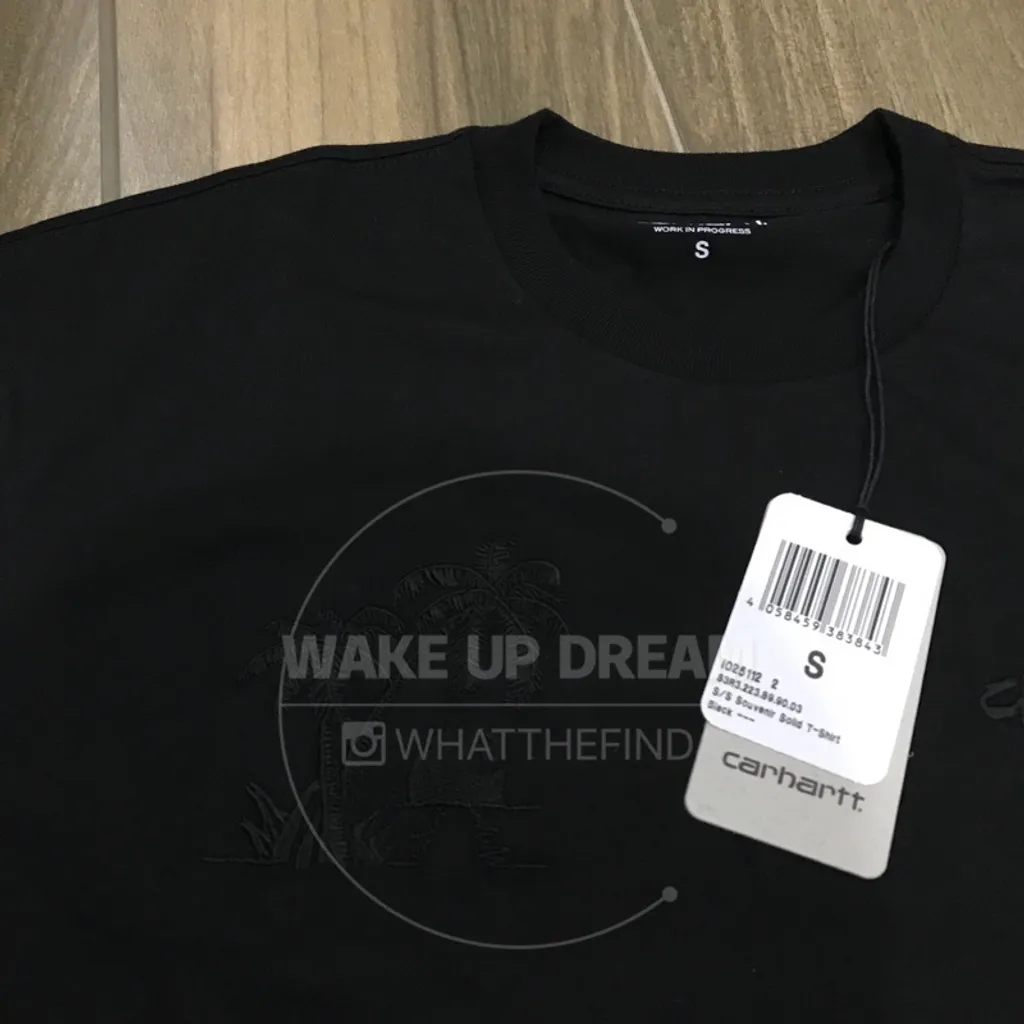 WORK IN PROGRESS
S
4 058459 383843
S
I025112 2
S/S Souvenir Solid T-Shirt
Black ---
carhartt
WAKE UP DREAM
WHATTHEFIND